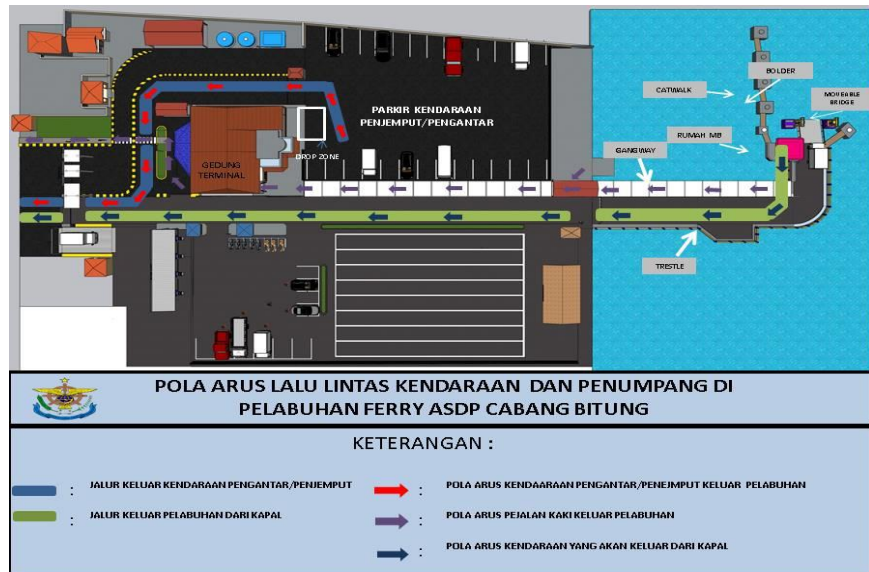 CATWALK
BOLDER
MOVEABLE
BRIDGE
PARKIR KENDARAAN
PENJEMPUT/PENGANTAR
RUMAH MB
GANGWAY
DROP ZONE
GEDUNG
TERMINAL
TRESTLE
POLA ARUS LALU LINTAS KENDARAAN DAN PENUMPANG DI
PELABUHAN FERRY ASDP CABANG BITUNG
KETERANGAN :
: JALUR KELUAR KENDARAAN PENGANTAR/PENJEMPUT
: POLA ARUS KENDAARAAN PENGANTAR/PENEJMPUT KELUAR PELABUHAN
: JALUR KELUAR PELABUHAN DARI KAPAL
: POLA ARUS PEJALAN KAKI KELUAR PELABUHAN
: POLA ARUS KENDARAAN YANG AKAN KELUAR DARI KAPAL